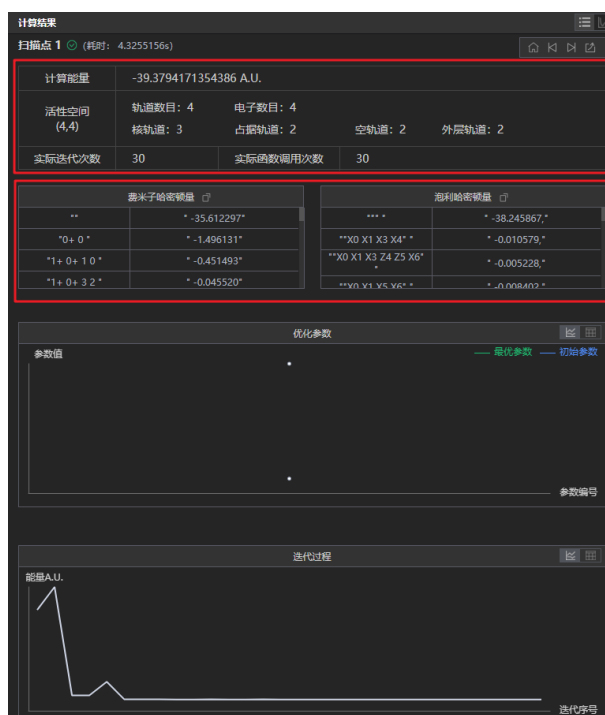 计算结果
扫描点 1 (耗时: 4.3255156s)
计算能量 -39.3794171354386 A.U.
活性空间 (4,4) 轨道数目: 4 电子数目: 4
核轨道: 3 占据轨道: 2 空轨道: 2 外层轨道: 2
实际迭代次数 30 实际函数调用次数 30
费米子哈密顿量 泡利哈密顿量
"" " -35.612297" """ " " -38.245867,"
"0+ 0 " " -1.496131" ""X0 X1 X3 X4" " " -0.010579,"
"1+ 0+ 1 0 " " -0.451493" ""X0 X1 X3 Z4 Z5 X6" " " -0.005228,"
"1+ 0+ 3 2 " " -0.045520" ""X0 X1 X5 X6" " " -0.008402,"
优化参数
参数值 最优参数 初始参数
参数编号
迭代过程
能量A.U.
迭代序号